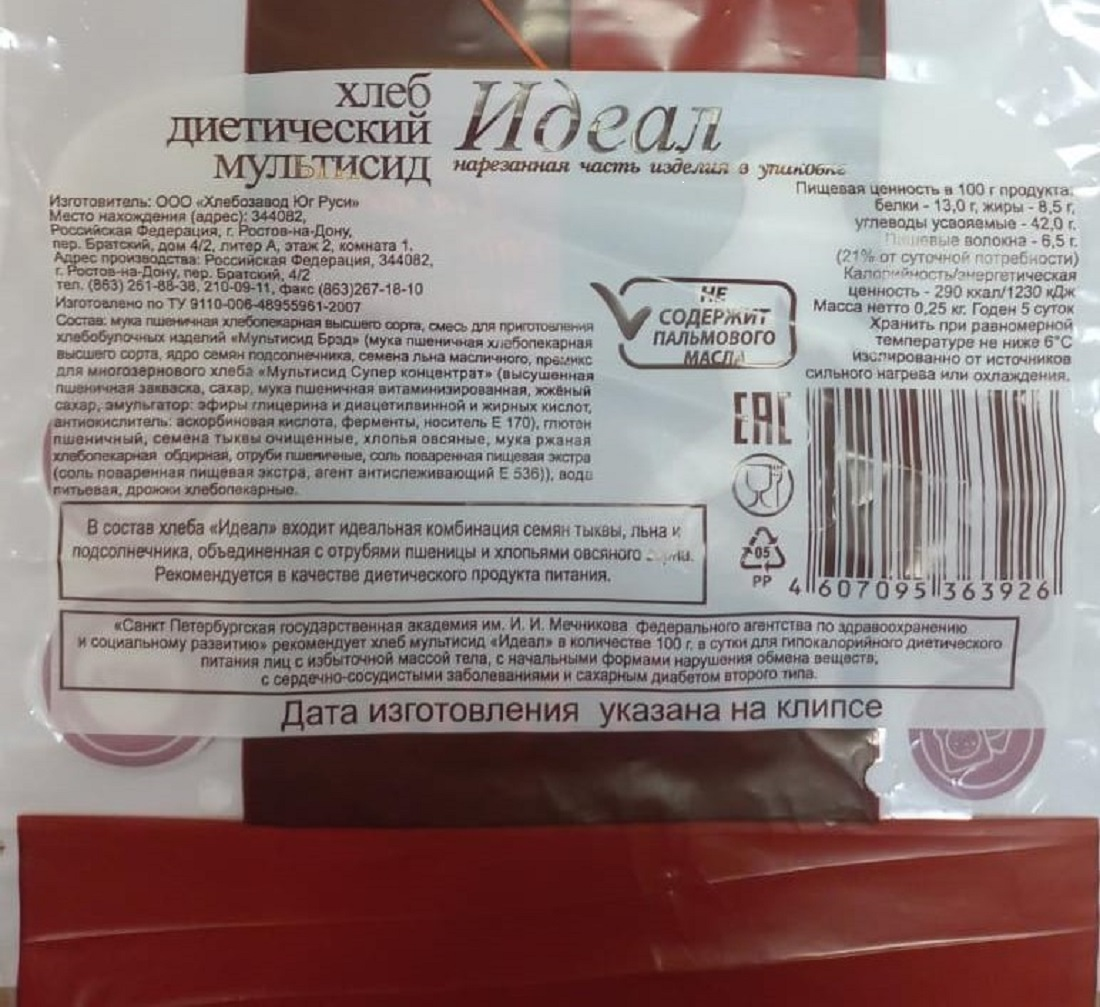 хлеб
диетический
мультисид
Идеал
нарезанная часть изделия в упаковке
Изготовитель: ООО «Хлебозавод Юг Руси»
Место нахождения (адрес): 344082,
Российская Федерация, г. Ростов-на-Дону,
пер. Братский, дом 4/2, литер А, этаж 2, комната 1.
Адрес производства: Российская Федерация, 344082,
г. Ростов-на-Дону, пер. Братский, 4/2
тел. (863) 261-88-38, 210-09-11, факс (863)267-18-10
Изготовлено по ТУ 9110-006-48955961-2007
Состав: мука пшеничная хлебопекарная высшего сорта, смесь для приготовления
хлебобулочных изделий «Мультисид Брэд» (мука пшеничная хлебопекарная
высшего сорта, ядро семян подсолнечника, семена льна масличного, премикс
для многозернового хлеба «Мультисид Супер концентрат» (высушенная
пшеничная закваска, сахар, мука пшеничная витаминизированная, жжёный
сахар, эмульгатор: эфиры глицерина и диацетилвинной и жирных кислот,
антиокислитель: аскорбиновая кислота, ферменты, носитель Е 170), глютен
пшеничный, семена тыквы очищенные, хлопья овсяные, мука ржаная
хлебопекарная обдирная, отруби пшеничные, соль поваренная пищевая экстра
(соль поваренная пищевая экстра, агент антислеживающий Е 536)), вода
питьевая, дрожжи хлебопекарные.
Пищевая ценность в 100 г продукта:
белки - 13,0 г, жиры - 8,5 г,
углеводы усвояемые - 42,0 г.
Пищевые волокна - 6,5 г.
(21% от суточной потребности)
Калорийность/энергетическая
ценность - 290 ккал/1230 кДж
Масса нетто 0,25 кг. Годен 5 суток
Хранить при равномерной
температуре не ниже 6°С
изолированно от источников
сильного нагрева или охлаждения.
НЕ
СОДЕРЖИТ
ПАЛЬМОВОГО
МАСЛА
EAC
05
PP
4 607095 363926
В состав хлеба «Идеал» входит идеальная комбинация семян тыквы, льна и
подсолнечника, объединенная с отрубями пшеницы и хлопьями овсяного
Рекомендуется в качестве диетического продукта питания.
«Санкт Петербургская государственная академия им. И. И. Мечникова федерального агентства по здравоохранению
и социальному развитию» рекомендует хлеб мультисид «Идеал» в количестве 100 г. в сутки для гипокалорийного диетического
питания лиц с избыточной массой тела, с начальными формами нарушения обмена веществ,
с сердечно-сосудистыми заболеваниями и сахарным диабетом второго типа.
Дата изготовления указана на клипсе